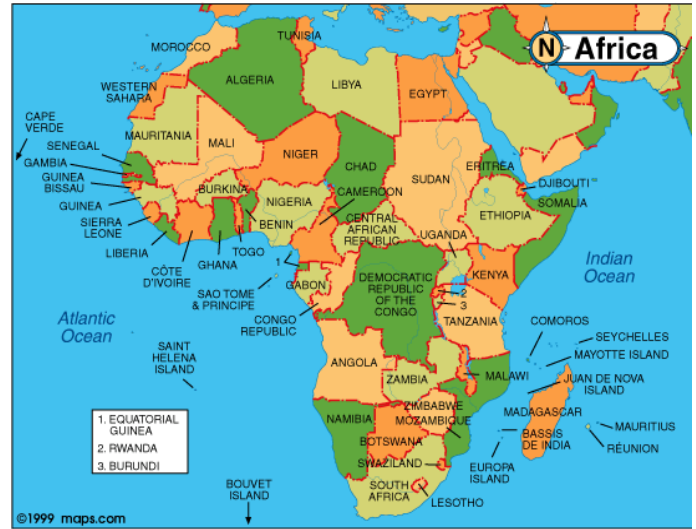 N Africa
MOROCCO
TUNISIA
ALGERIA
LIBYA
EGYPT
WESTERN
SAHARA
CAPE
VERDE
MAURITANIA
MALI
NIGER
CHAD
SUDAN
ERITREA
DJIBOUTI
SOMALIA
SENEGAL
GAMBIA
GUINEA
BISSAU
GUINEA
SIERRA
LEONE
LIBERIA
CÔTE
D'IVOIRE
BURKINA
GHANA
TOGO
BENIN
NIGERIA
CAMEROON
CENTRAL
AFRICAN
REPUBLIC
ETHIOPIA
UGANDA
KENYA
Indian
Ocean
1
GABON
SAO TOME
& PRINCIPE
CONGO
REPUBLIC
DEMOCRATIC
REPUBLIC
OF THE
CONGO
2
3
TANZANIA
Atlantic
Ocean
SAINT
HELENA
ISLAND
COMOROS
SEYCHELLES
MAYOTTE ISLAND
JUAN DE NOVA
ISLAND
ANGOLA
ZAMBIA
MALAWI
ZIMBABWE
MOZAMBIQUE
MADAGASCAR
BASSIS
DE INDIA
MAURITIUS
RÉUNION
EUROPA
ISLAND
NAMIBIA
BOTSWANA
SWAZILAND
SOUTH
AFRICA
LESOTHO
1. EQUATORIAL
GUINEA
2. RWANDA
3. BURUNDI
BOUVET
ISLAND
©1999 maps.com